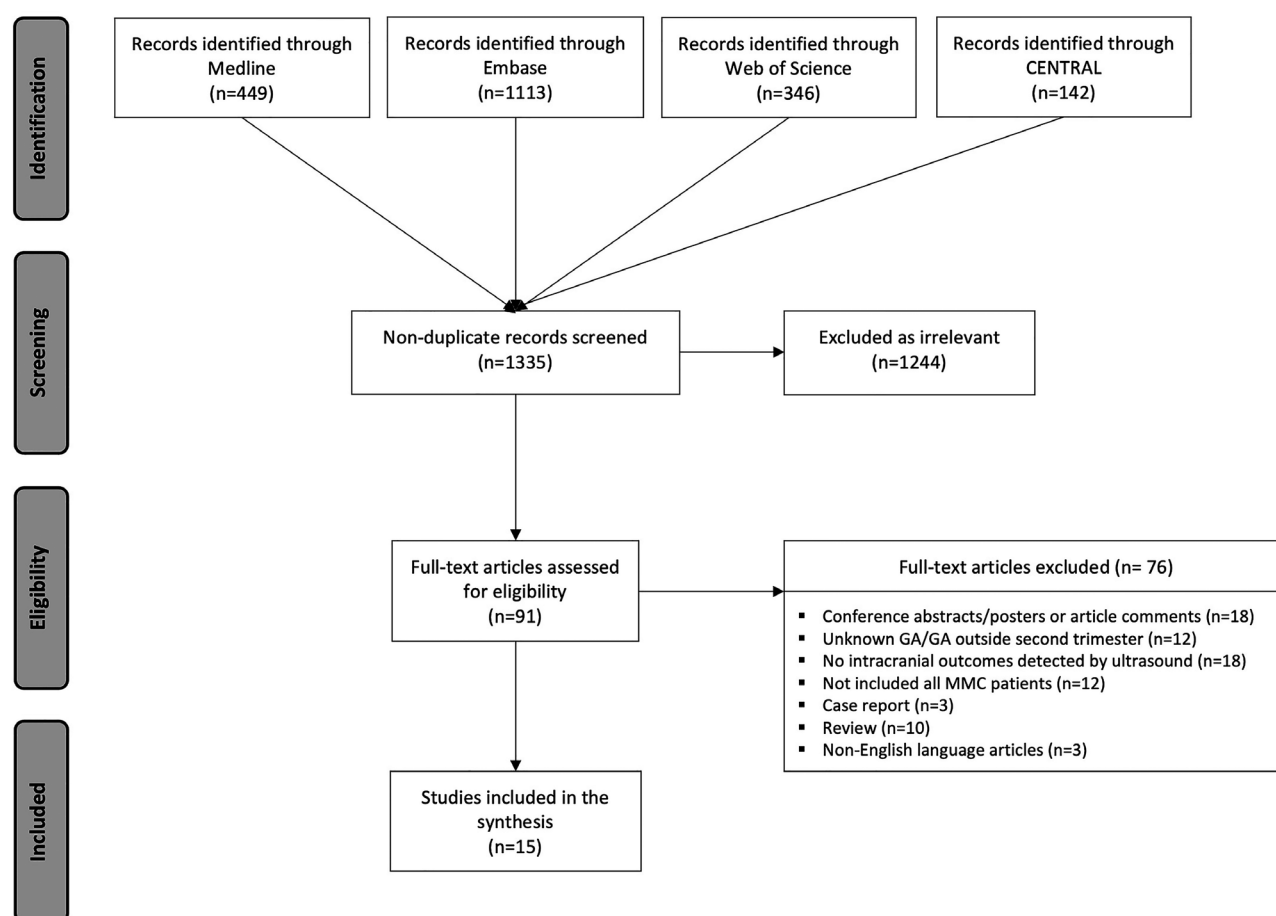 Identification
Records identified through
Medline
(n=449)
Records identified through
Embase
(n=1113)
Records identified through
Web of Science
(n=346)
Records identified through
CENTRAL
(n=142)
Screening
Non-duplicate records screened
(n=1335)
Excluded as irrelevant
(n=1244)
Eligibility
Full-text articles assessed
for eligibility
(n=91)
Full-text articles excluded (n= 76)
▪ Conference abstracts/posters or article comments (n=18)
▪ Unknown GA/GA outside second trimester (n=12)
▪ No intracranial outcomes detected by ultrasound (n=18)
▪ Not included all MMC patients (n=12)
▪ Case report (n=3)
▪ Review (n=10)
▪ Non-English language articles (n=3)
Included
Studies included in the
synthesis
(n=15)